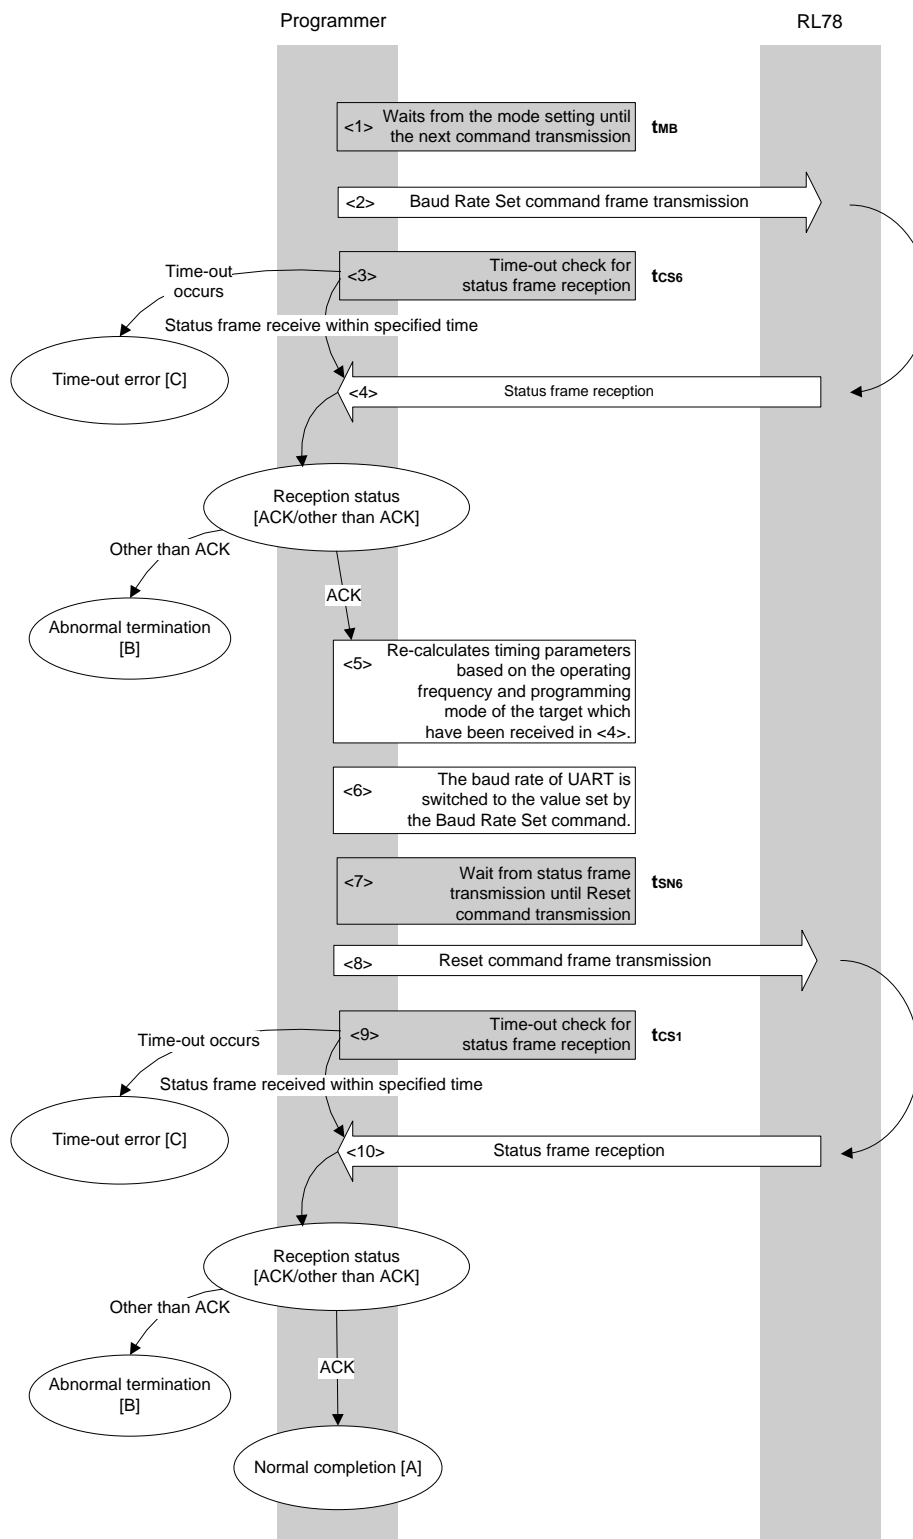 Programmer
RL78
<1> Waits from the mode setting until
the next command transmission
tMB
<2> Baud Rate Set command frame transmission
<3> Time-out check for
status frame reception
tCS6
Time-out
occurs
Status frame receive within specified time
Time-out error [C]
<4> Status frame reception
Reception status
[ACK/other than ACK]
Other than ACK
ACK
Abnormal termination
[B]
<5> Re-calculates timing parameters
based on the operating
frequency and programming
mode of the target which
have been received in <4>.
<6> The baud rate of UART is
switched to the value set by
the Baud Rate Set command.
<7> Wait from status frame
transmission until Reset
command transmission
tSN6
<8> Reset command frame transmission
<9> Time-out check for
status frame reception
tCS1
Time-out occurs
Status frame received within specified time
Time-out error [C]
<10> Status frame reception
Reception status
[ACK/other than ACK]
Other than ACK
ACK
Abnormal termination
[B]
Normal completion [A]